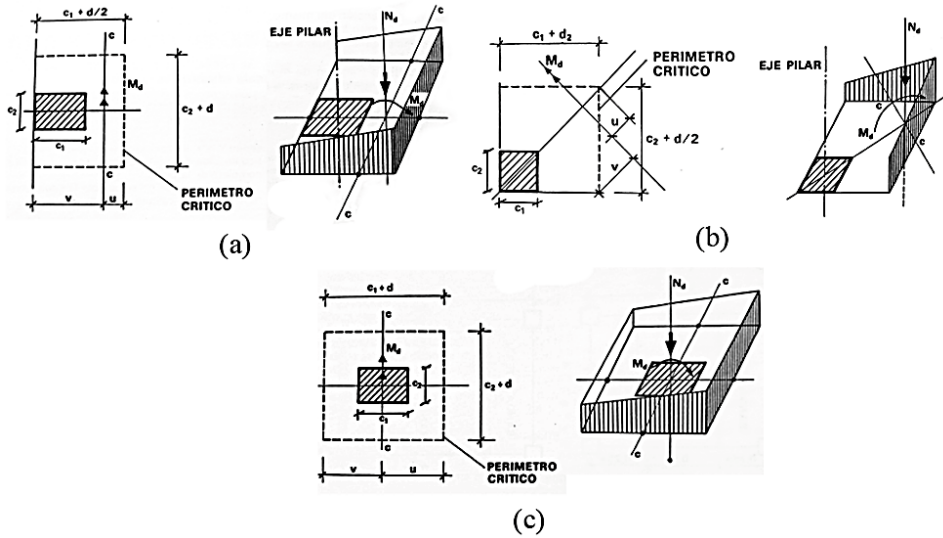 c₁ + d/2
c
M_d
c₂
c₂ + d
c₁
c
PERIMETRO
CRITICO
v
u
EJE PILAR
N_d
c
M_d
c
(a)
c₁ + d₂
M_d
PERIMETRO
CRITICO
c₂
u
v
c₂ + d/2
c₁
EJE PILAR
N_d
c
M_d
c
(b)
c₁ + d
c
M_d
c₂
c₂ + d
c₁
c
v
u
PERIMETRO
CRITICO
N_d
c
M_d
c
(c)